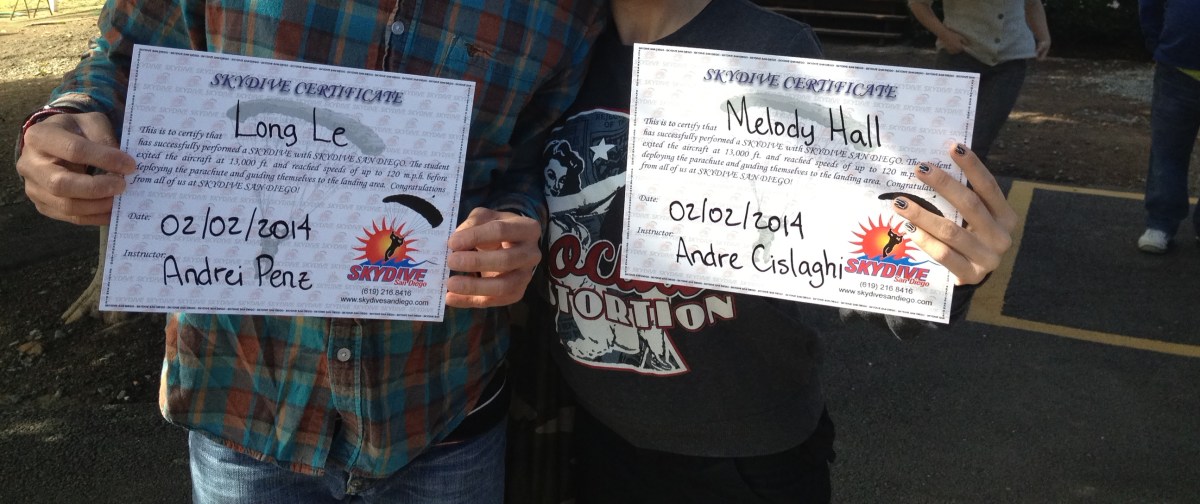 SKYDIVE CERTIFICATE
This is to certify that Long Le
has successfully performed a SKYDIVE with SKYDIVE SAN DIEGO. The student
exited the aircraft at 13,000 ft. and reached speeds of up to 120 m.p.h. before
deploying the parachute and guiding themselves to the landing area. Congratulations
from all of us at SKYDIVE SAN DIEGO!
Date: 02/02/2014
Instructor: Andrei Penz
SKYDIVE
San Diego
(619) 216.8416
www.skydivesandiego.com
SKYDIVE CERTIFICATE
This is to certify that Melody Hall
has successfully performed a SKYDIVE with SKYDIVE SAN DIEGO. The student
exited the aircraft at 13,000 ft. and reached speeds of up to 120 m.p.h.
deploying the parachute and guiding themselves to the landing area.
from all of us at SKYDIVE SAN DIEGO!
Date: 02/02/2014
Instructor: Andre Cislaghi
SKYDIVE
San Diego
(619) 216.8416
www.skydivesandiego.com
STORTION